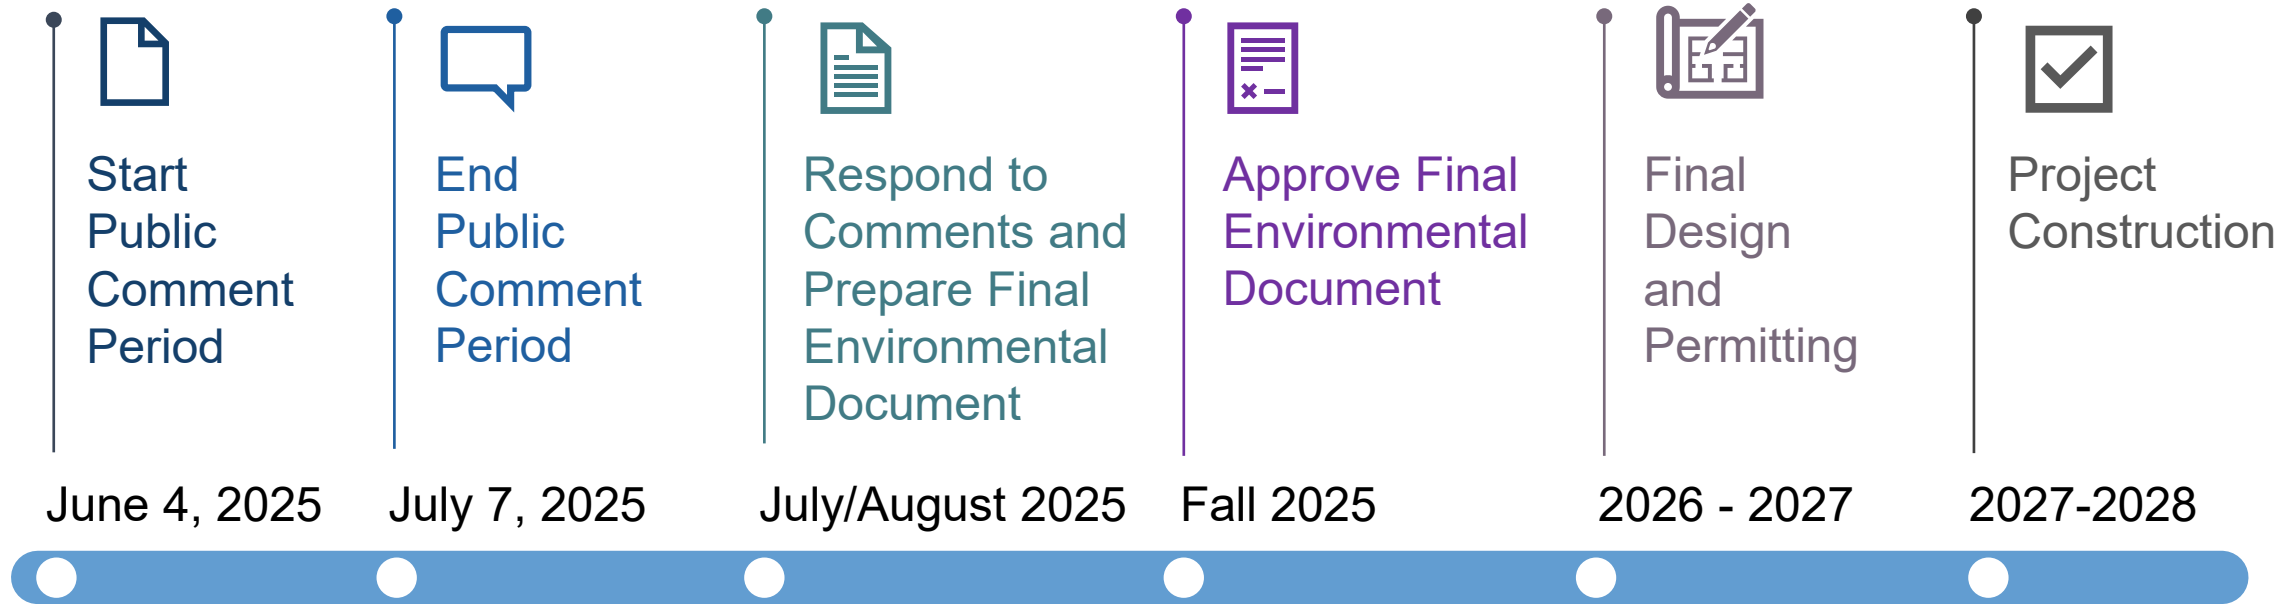 Start
Public
Comment
Period
June 4, 2025
End
Public
Comment
Period
July 7, 2025
Respond to
Comments and
Prepare Final
Environmental
Document
July/August 2025
Approve Final
Environmental
Document
Fall 2025
Final
Design
and
Permitting
2026 - 2027
Project
Construction
2027-2028